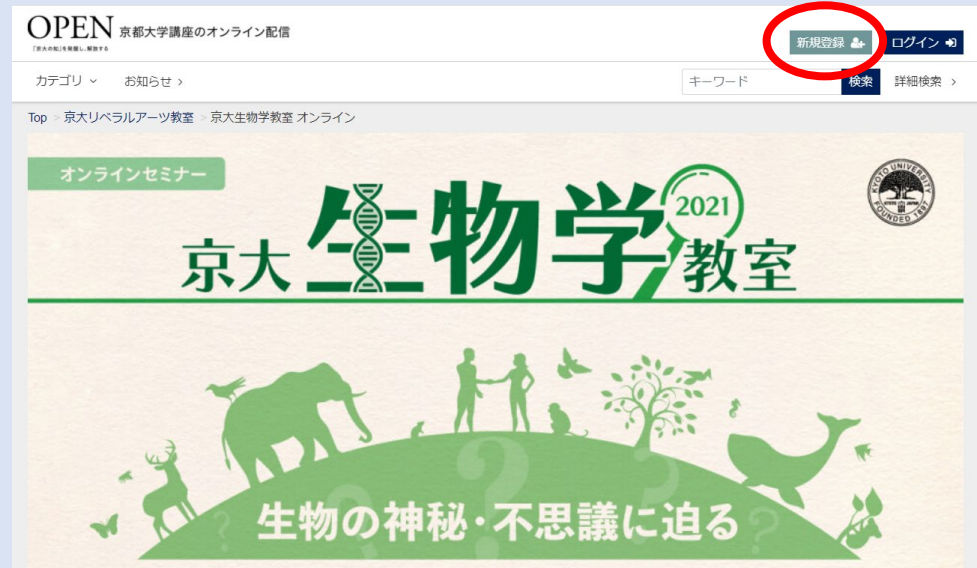 OPEN 京都大学講座のオンライン配信
「京大の知」を発掘し、解放する
新規登録 ログイン
カテゴリ お知らせ
キーワード 検索 詳細検索
Top > 京大リベラルアーツ教室 > 京大生物学教室 オンライン
オンラインセミナー
KYOTO UNIVERSITY
KYOTO JAPAN
FOUNDED 1897
2021
京大 生物学 教室
? ? ? ? ?
生物の神秘・不思議に迫る